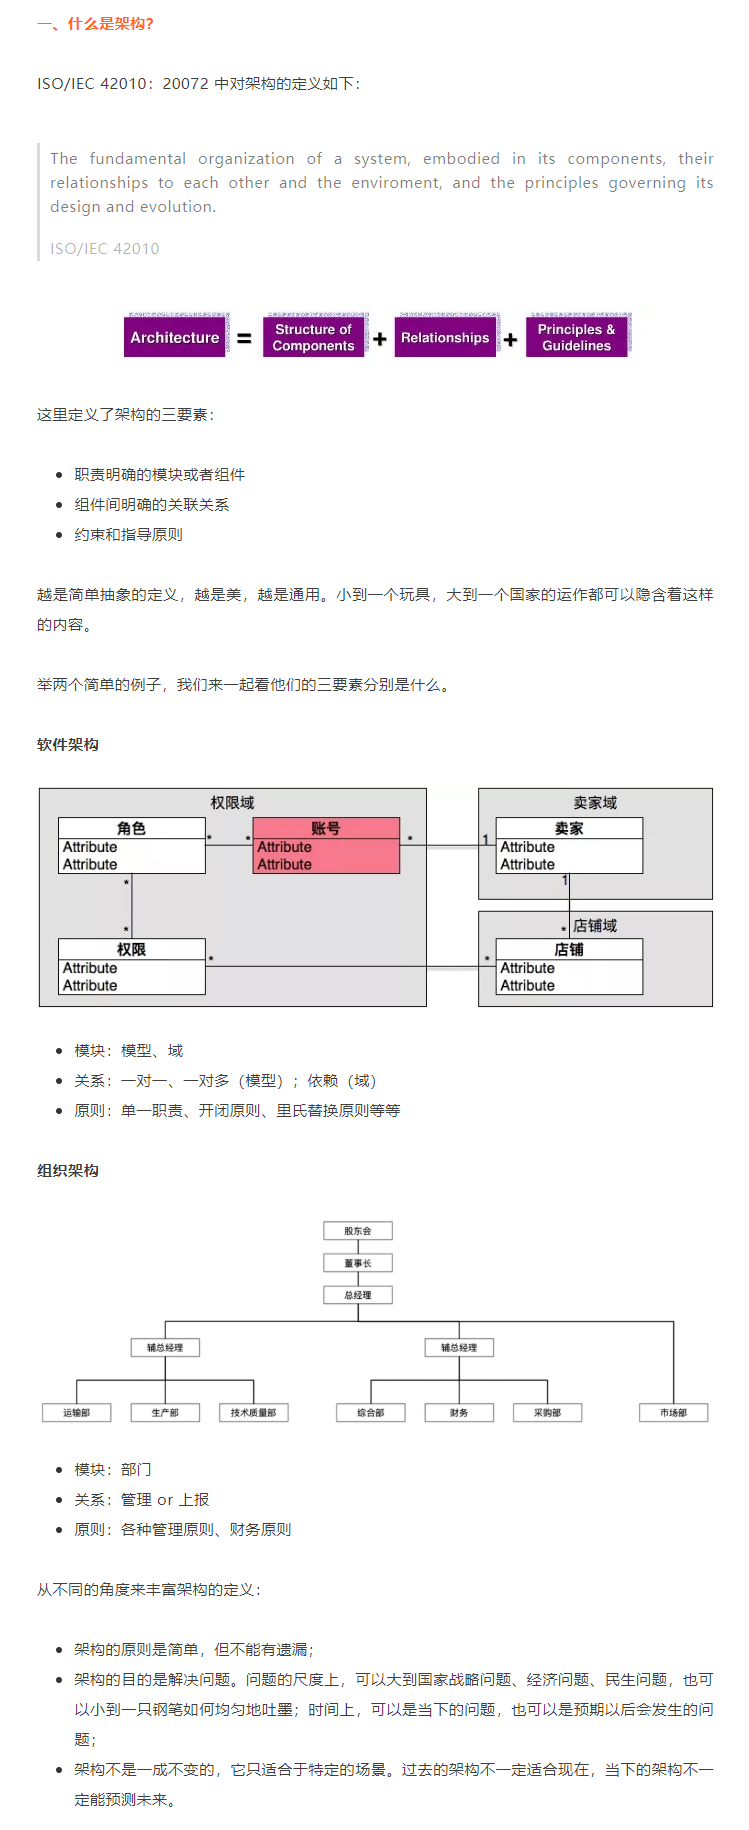 一、什么是架构？
ISO/IEC 42010：20072 中对架构的定义如下：
The fundamental organization of a system, embodied in its components, their
relationships to each other and the enviroment, and the principles governing its
design and evolution.
ISO/IEC 42010
Architecture = Structure of Components + Relationships + Principles & Guidelines
这里定义了架构的三要素：
• 职责明确的模块或者组件
• 组件间明确的关联关系
• 约束和指导原则
越是简单抽象的定义，越是美，越是通用。小到一个玩具，大到一个国家的运作都可以隐含着这样
的内容。
举两个简单的例子，我们来一起看他们的三要素分别是什么。
软件架构
权限域
角色
Attribute
Attribute
*
*
账号
Attribute
Attribute
*
1
卖家域
卖家
Attribute
Attribute
*
*
1
*
权限
Attribute
Attribute
*
*
店铺域
店铺
Attribute
Attribute
• 模块：模型、域
• 关系：一对一、一对多（模型）；依赖（域）
• 原则：单一职责、开闭原则、里氏替换原则等等
组织架构
股东会
董事长
总经理
辅总经理
辅总经理
运输部
生产部
技术质量部
综合部
财务
采购部
市场部
• 模块：部门
• 关系：管理 or 上报
• 原则：各种管理原则、财务原则
从不同的角度来丰富架构的定义：
• 架构的原则是简单，但不能有遗漏；
• 架构的目的是解决问题。问题的尺度上，可以大到国家战略问题、经济问题、民生问题，也可
以小到一只钢笔如何均匀地吐墨；时间上，可以是当下的问题，也可以是预期以后会发生的问
题；
• 架构不是一成不变的，它只适合于特定的场景。过去的架构不一定适合现在，当下的架构不一
定能预测未来。